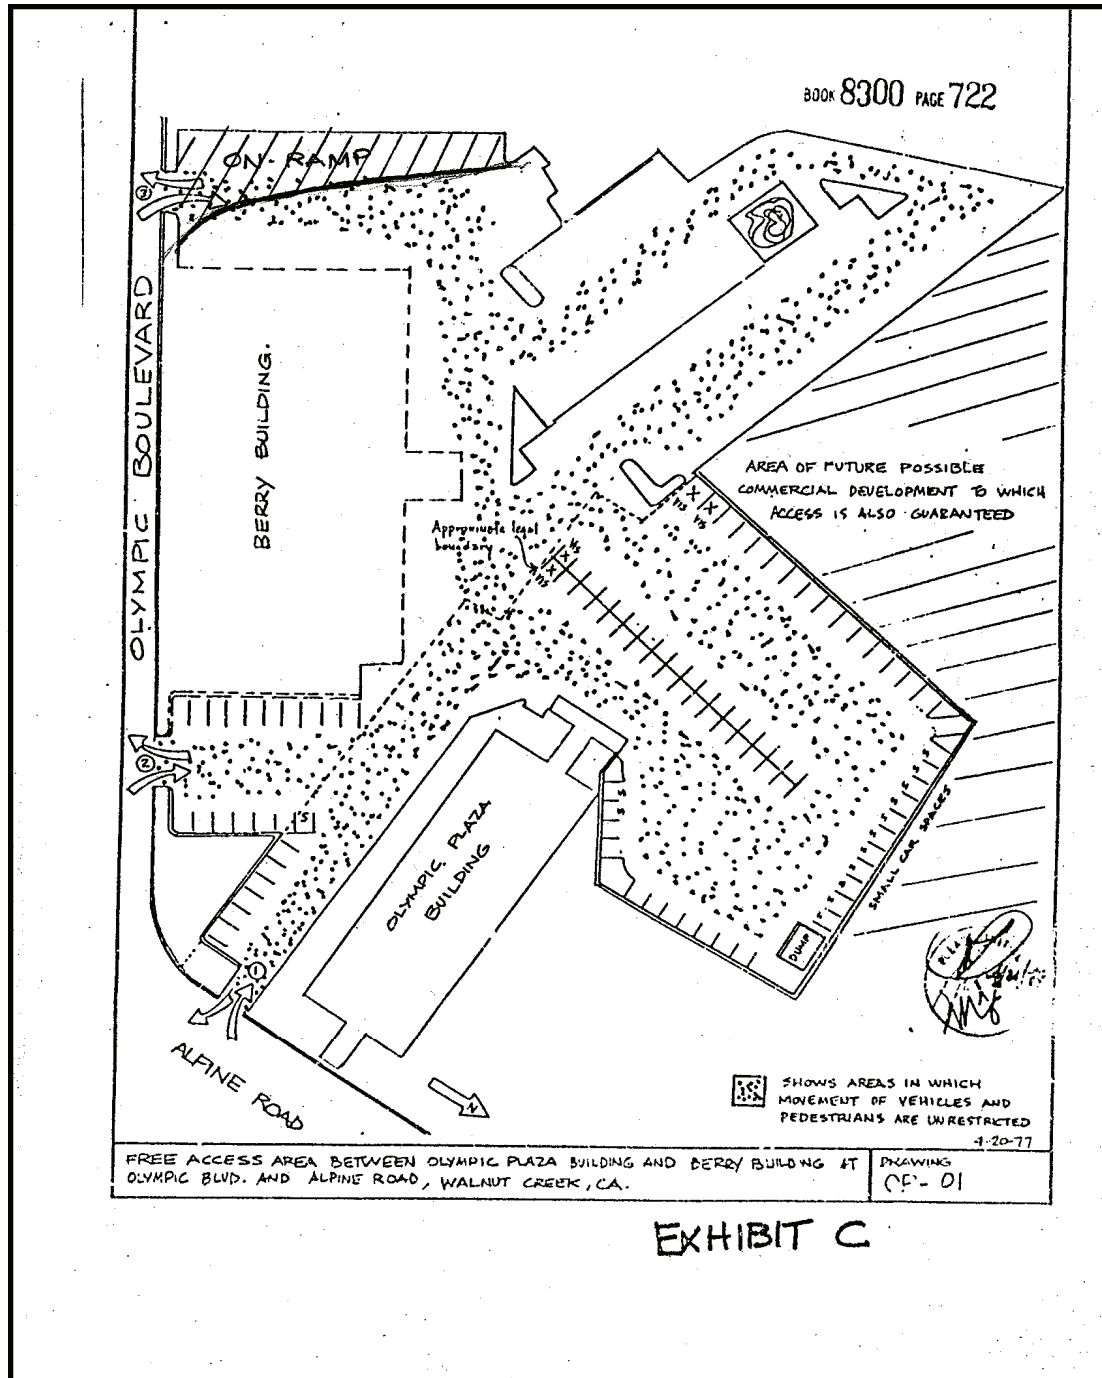 BOOK 8300 PAGE 722
ON-RAMP
3
OLYMPIC BOULEVARD
BERRY BUILDING.
AREA OF FUTURE POSSIBLE
COMMERCIAL DEVELOPMENT TO WHICH
ACCESS IS ALSO GUARANTEED
Approximate legal
boundary
2
OLYMPIC PLAZA
BUILDING
SMALL CAR SPACES
DUMP
1
ALPINE ROAD
N
SHOWS AREAS IN WHICH
MOVEMENT OF VEHICLES AND
PEDESTRIANS ARE UNRESTRICTED
4-20-77
FREE ACCESS AREA BETWEEN OLYMPIC PLAZA BUILDING AND BERRY BUILDING AT
OLYMPIC BLVD. AND ALPINE ROAD, WALNUT CREEK, CA.
DRAWING
01
EXHIBIT C